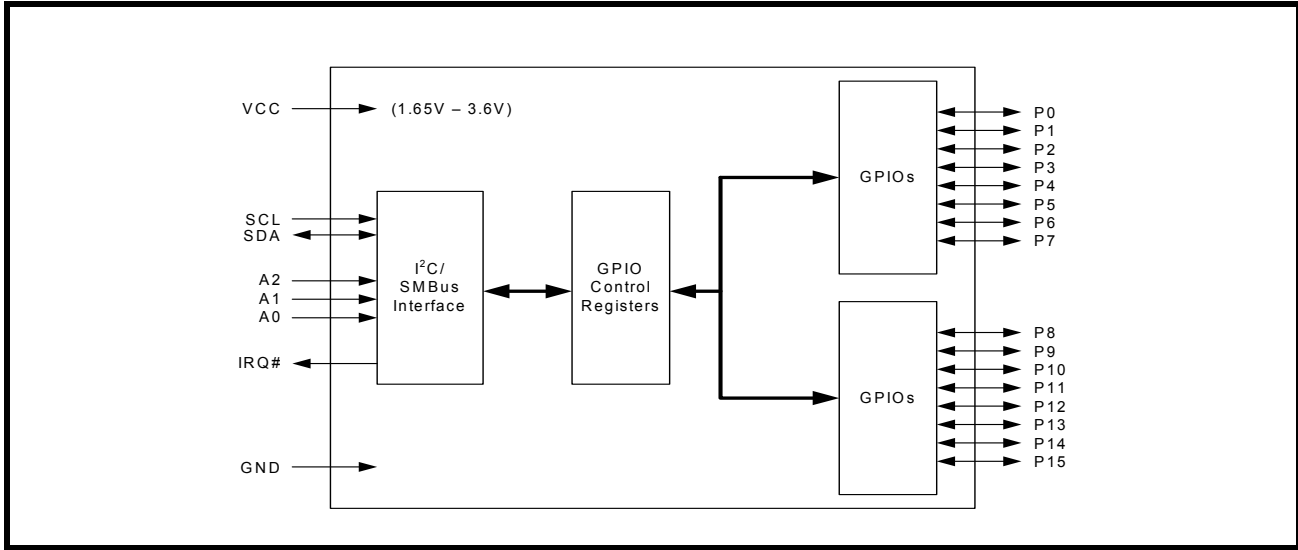 VCC
(1.65V – 3.6V)
SCL
SDA
A2
A1
A0
IRQ#
GND
I²C/
SMBus
Interface
GPIO
Control
Registers
GPIOs
P0
P1
P2
P3
P4
P5
P6
P7
GPIOs
P8
P9
P10
P11
P12
P13
P14
P15